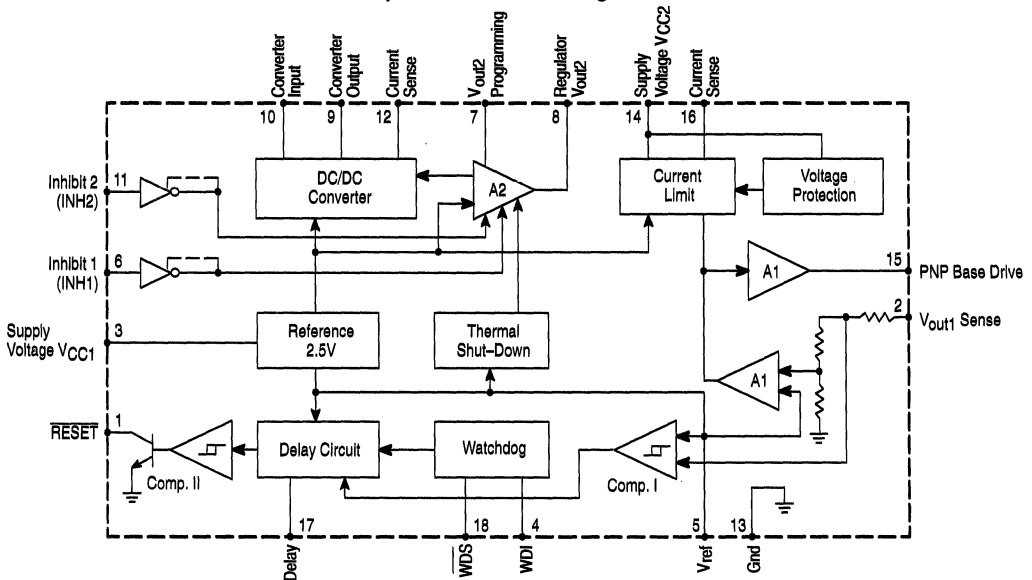 Converter
Input
Converter
Output
Current
Sense
Vout2
Programming
Regulator
Vout2
Supply
Voltage VCC2
Current
Sense
10
9
12
7
8
14
16
Inhibit 2
(INH2)
11
DC/DC
Converter
A2
Current
Limit
Voltage
Protection
Inhibit 1
(INH1)
6
A1
15
PNP Base Drive
Supply
Voltage VCC1
3
Reference
2.5V
Thermal
Shut–Down
2
Vout1 Sense
A1
RESET
1
Comp. II
Delay Circuit
Watchdog
Comp. I
17
18
4
5
13
Delay
WDS
WDI
Vref
Gnd